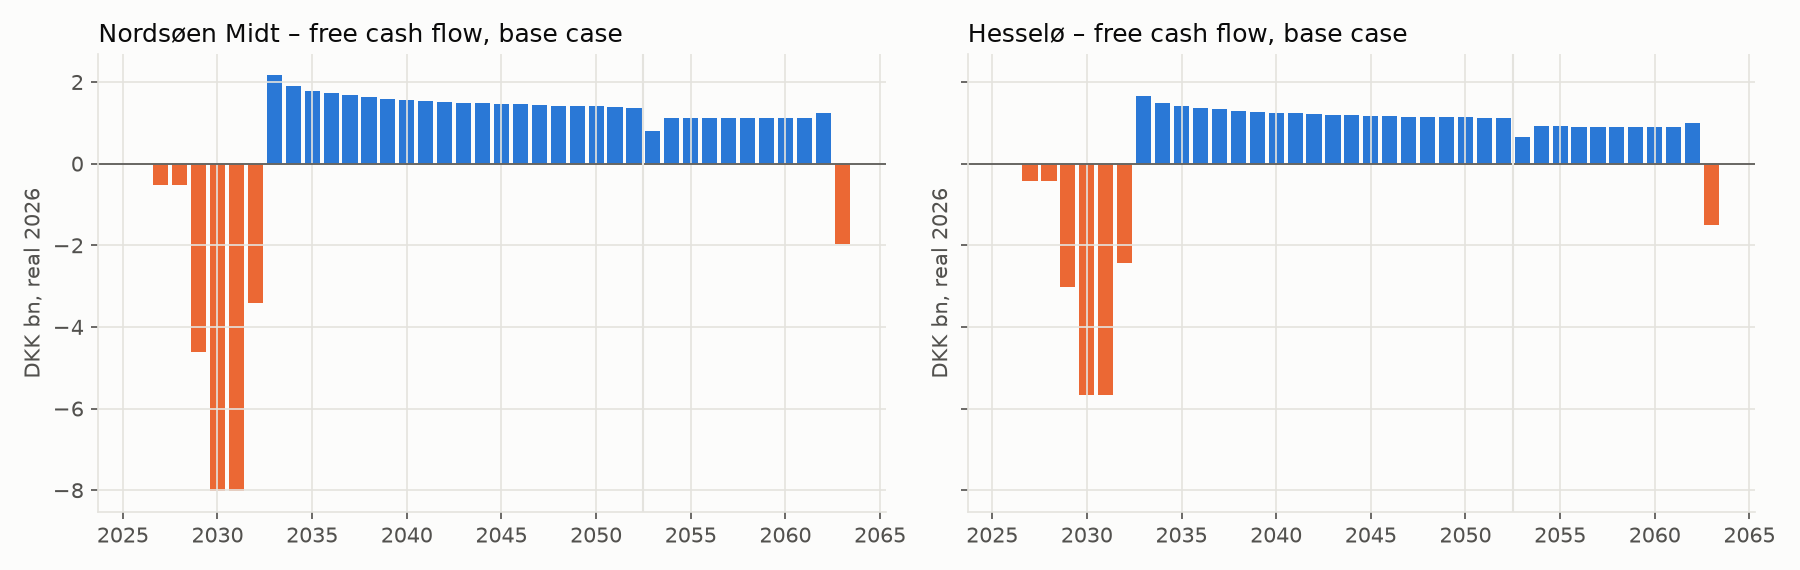 Nordsøen Midt – free cash flow, base case
DKK bn, real 2026
2
0
−2
−4
−6
−8
2025 2030 2035 2040 2045 2050 2055 2060 2065
Hesselø – free cash flow, base case
DKK bn, real 2026
2025 2030 2035 2040 2045 2050 2055 2060 2065